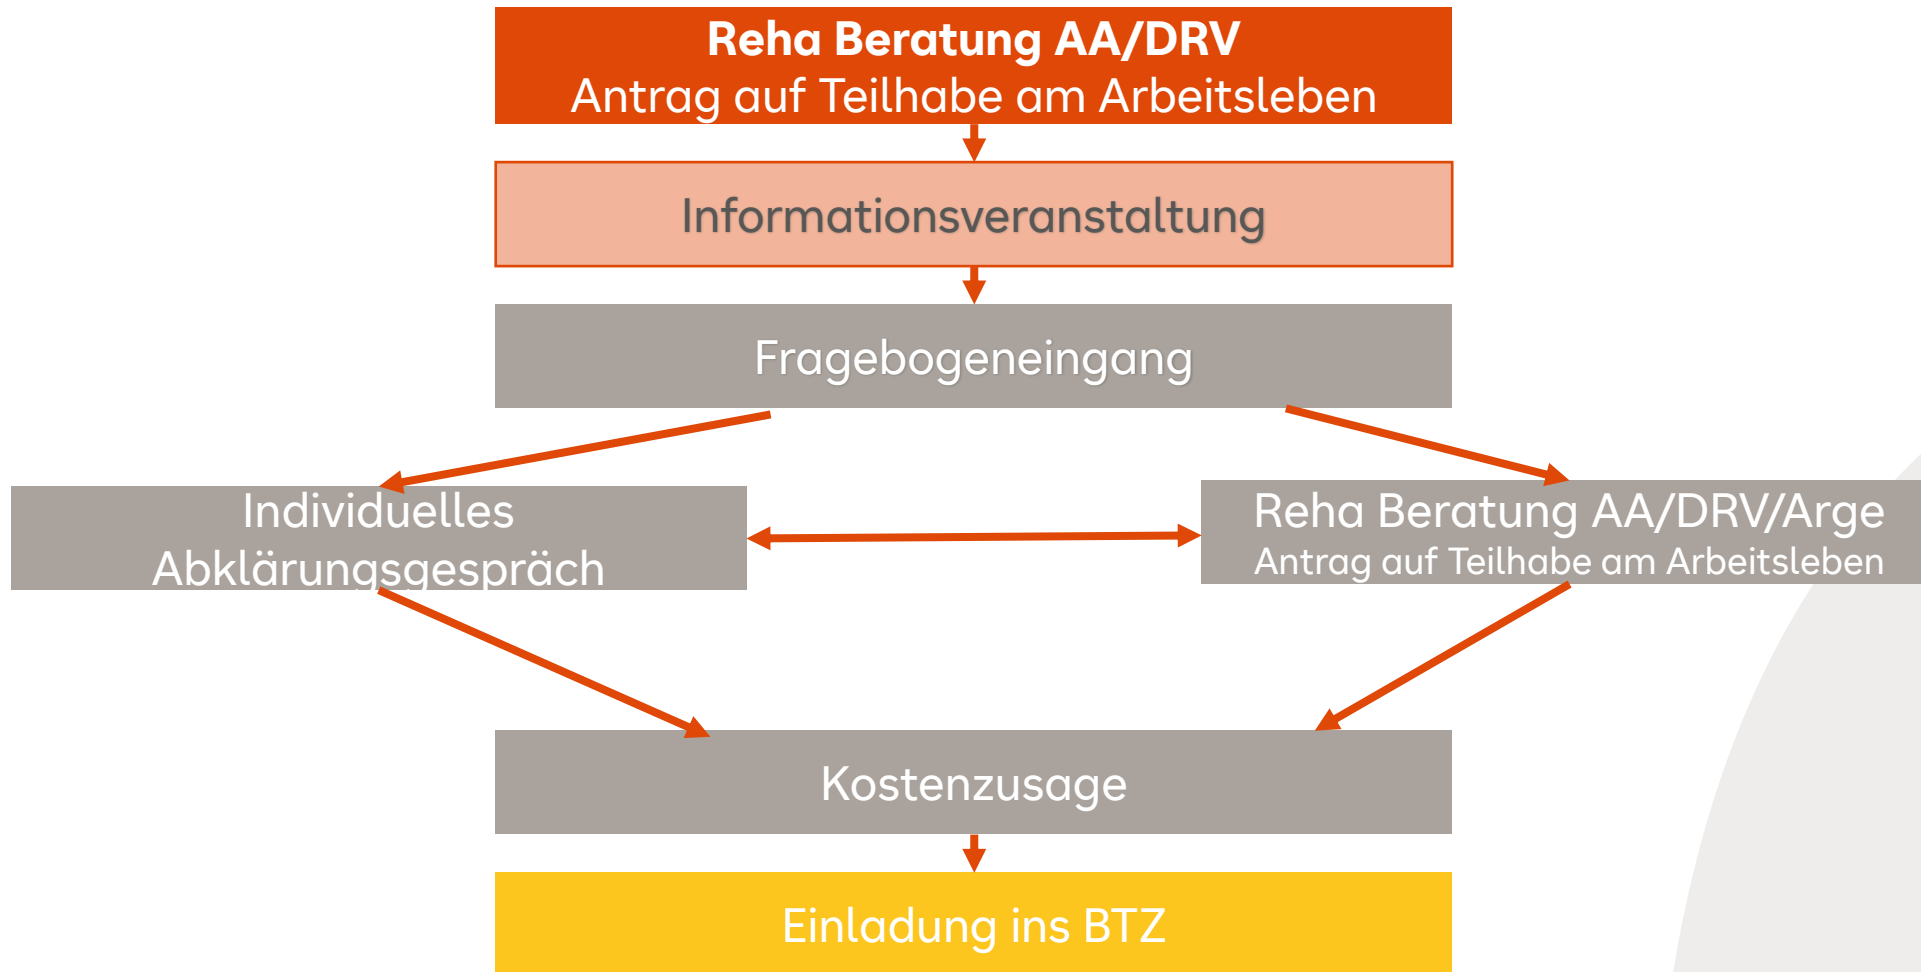 Reha Beratung AA/DRV
Antrag auf Teilhabe am Arbeitsleben
Informationsveranstaltung
Fragebogeneingang
Individuelles
Abklärungsgespräch
Reha Beratung AA/DRV/Arge
Antrag auf Teilhabe am Arbeitsleben
Kostenzusage
Einladung ins BTZ